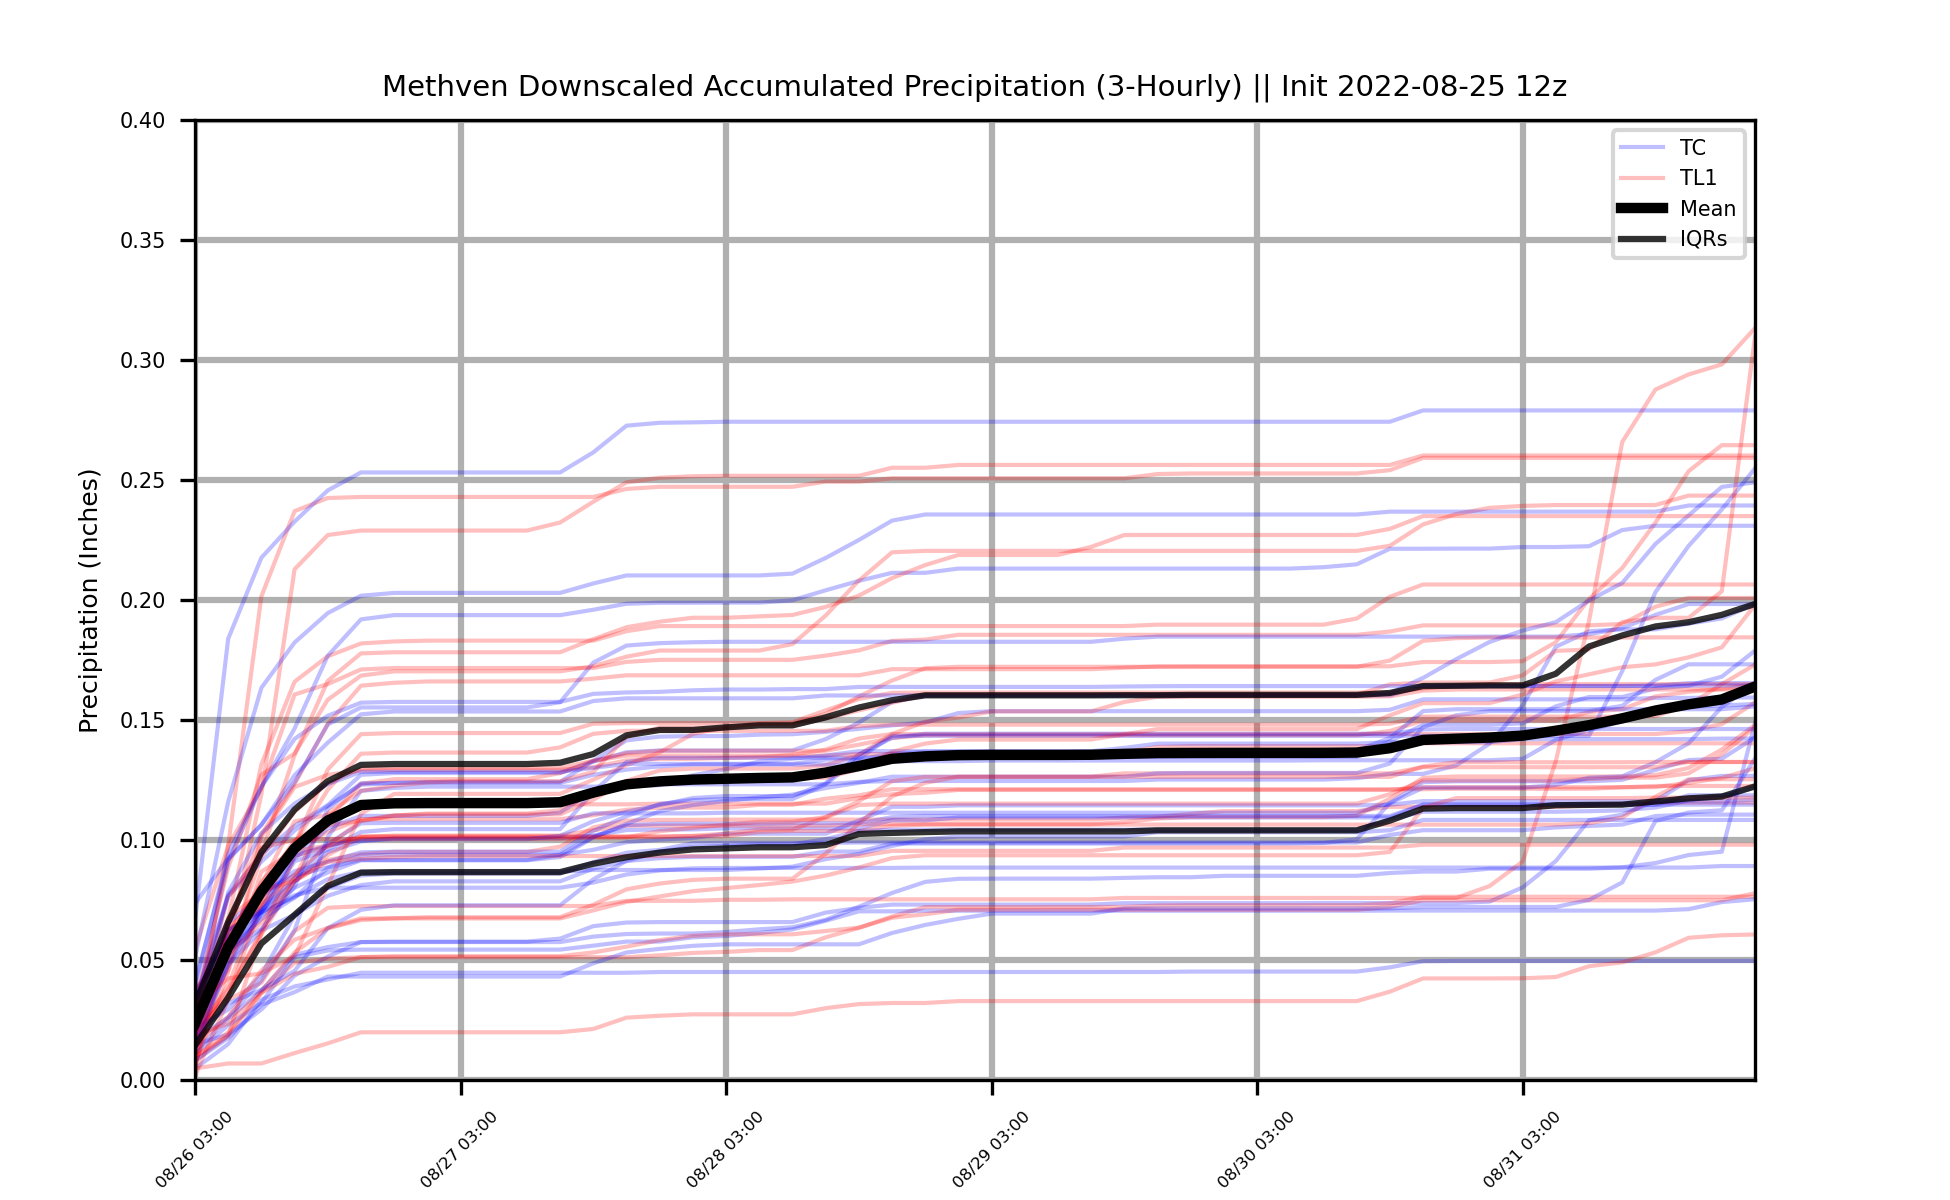 Methven Downscaled Accumulated Precipitation (3-Hourly) || Init 2022-08-25 12z
TC
TL1
Mean
IQRs
Precipitation (Inches)
0.40
0.35
0.30
0.25
0.20
0.15
0.10
0.05
0.00
08/26 03:00
08/27 03:00
08/28 03:00
08/29 03:00
08/30 03:00
08/31 03:00